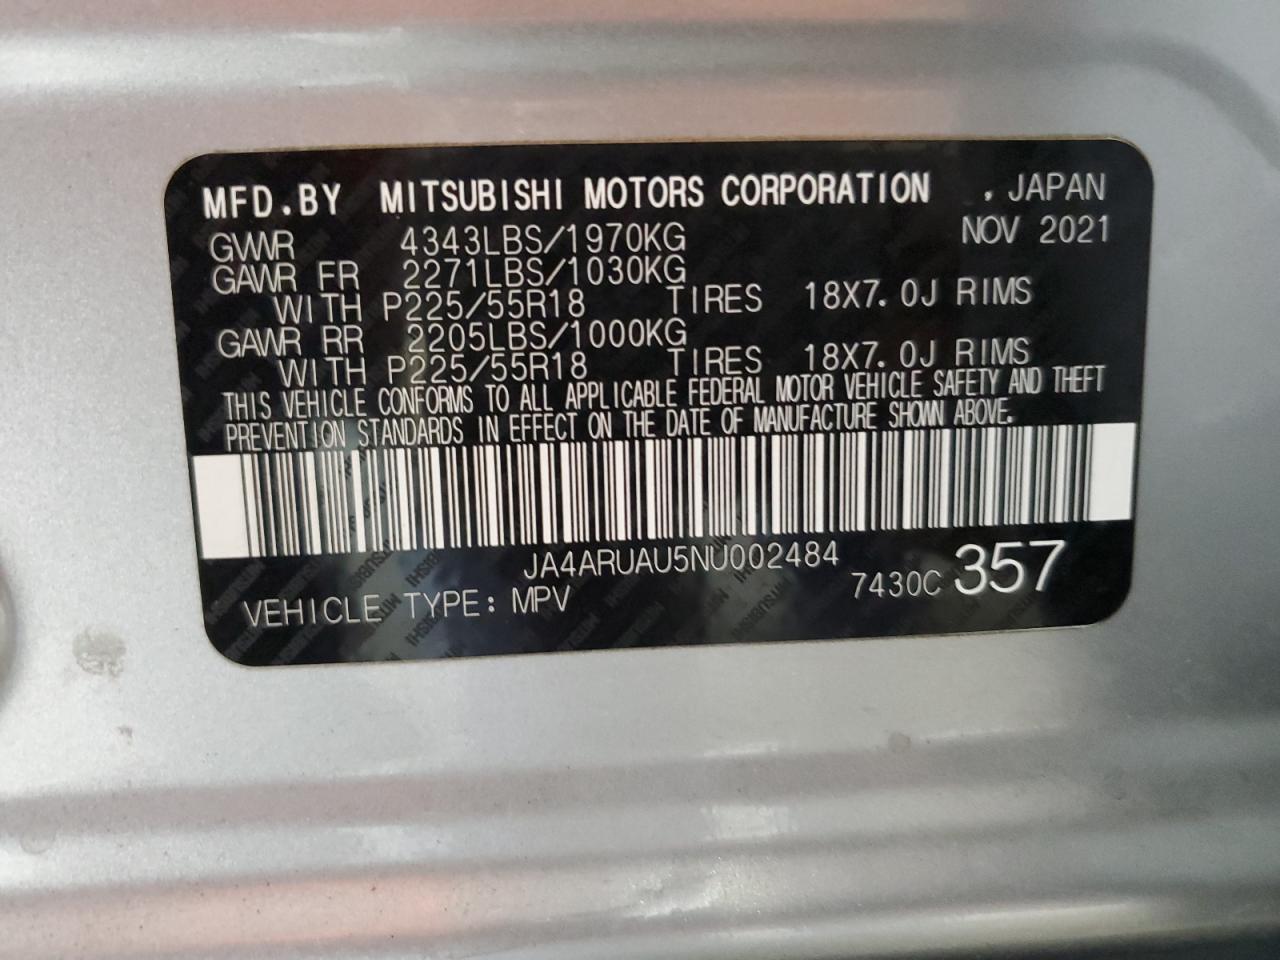 MFD.BY MITSUBISHI MOTORS CORPORATION , JAPAN
GVWR 4343LBS/1970KG NOV 2021
GAWR FR 2271LBS/1030KG
WITH P225/55R18 TIRES 18X7.0J RIMS
GAWR RR 2205LBS/1000KG
WITH P225/55R18 TIRES 18X7.0J RIMS
THIS VEHICLE CONFORMS TO ALL APPLICABLE FEDERAL MOTOR VEHICLE SAFETY AND THEFT
PREVENTION STANDARDS IN EFFECT ON THE DATE OF MANUFACTURE SHOWN ABOVE.
JA4ARUAU5NU002484
VEHICLE TYPE: MPV 7430C 357